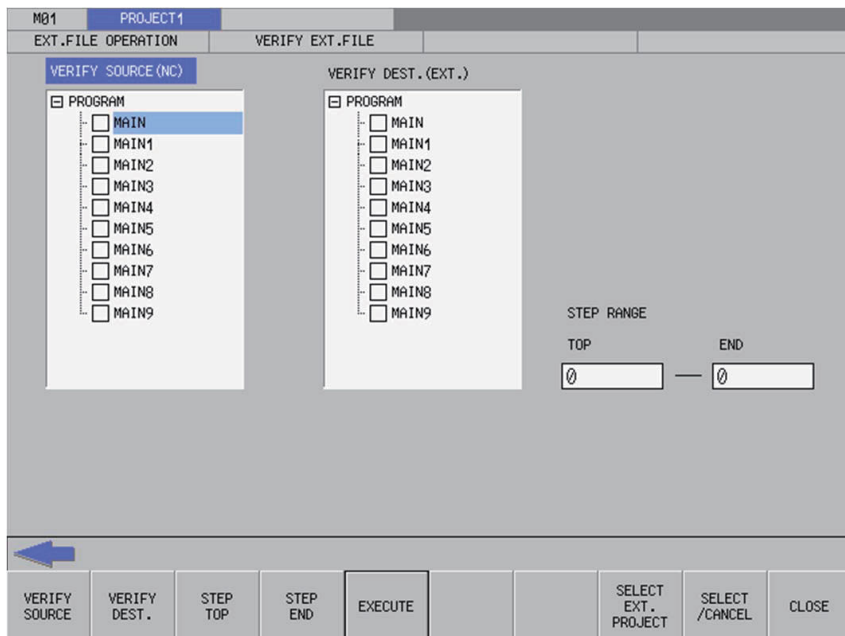 M01 PROJECT1
EXT.FILE OPERATION VERIFY EXT.FILE
VERIFY SOURCE(NC) VERIFY DEST.(EXT.)
PROGRAM
MAIN
MAIN1
MAIN2
MAIN3
MAIN4
MAIN5
MAIN6
MAIN7
MAIN8
MAIN9
PROGRAM
MAIN
MAIN1
MAIN2
MAIN3
MAIN4
MAIN5
MAIN6
MAIN7
MAIN8
MAIN9
STEP RANGE
TOP END
0 — 0
VERIFY SOURCE
VERIFY DEST.
STEP TOP
STEP END
EXECUTE
SELECT EXT. PROJECT
SELECT /CANCEL
CLOSE